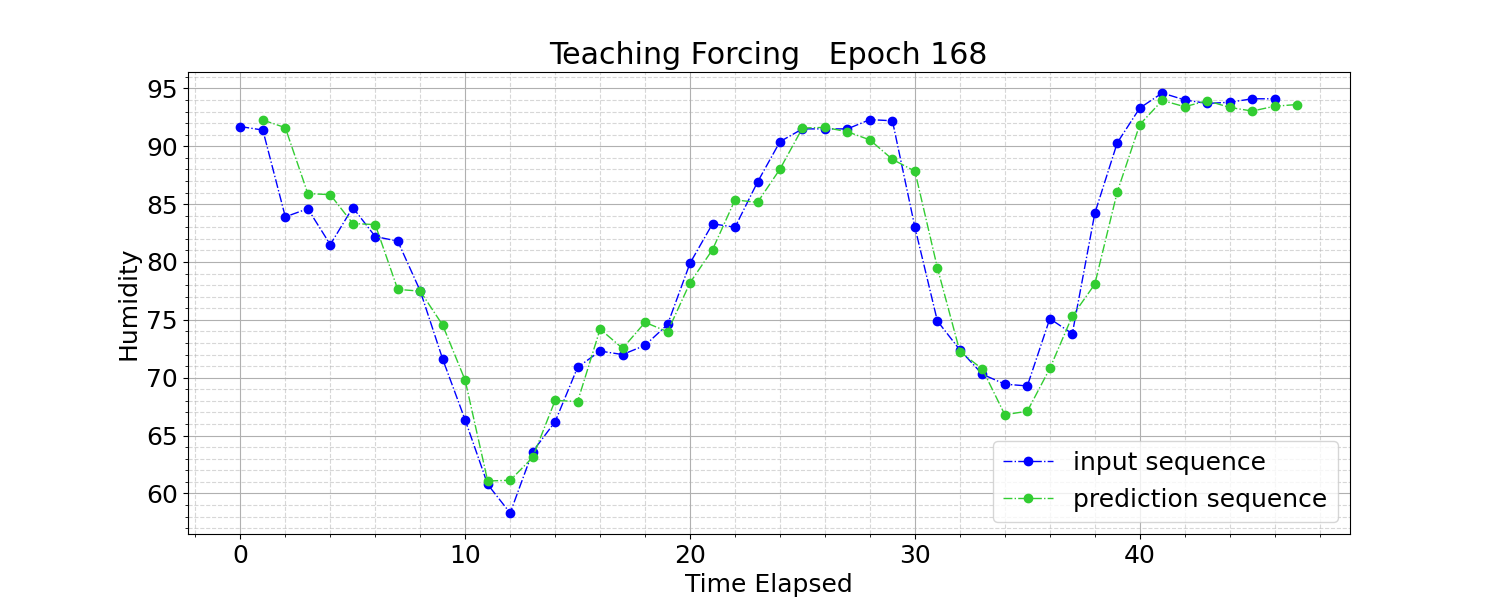 Teaching Forcing   Epoch 168
95
90
85
80
75
70
65
60
Humidity
input sequence
prediction sequence
0 10 20 30 40
Time Elapsed